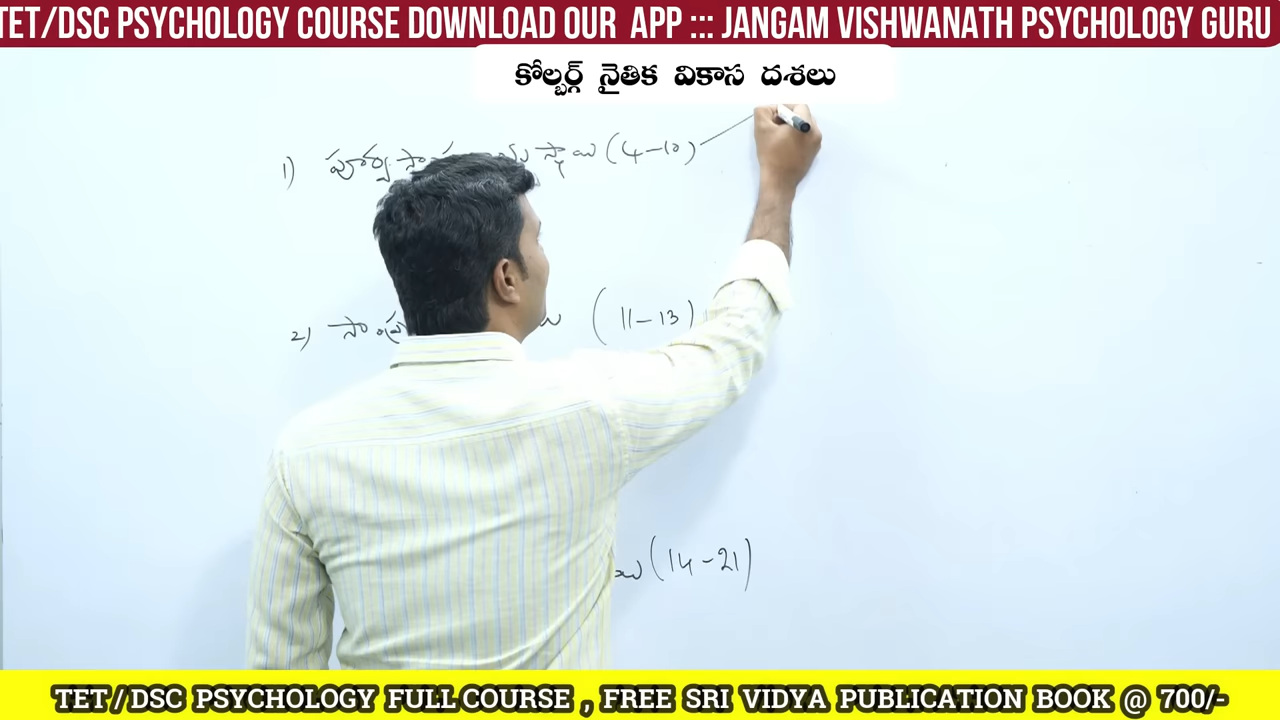 TET/DSC PSYCHOLOGY COURSE DOWNLOAD OUR APP ::: JANGAM VISHWANATH PSYCHOLOGY GURU
కోల్బర్గ్ నైతిక వికాస దశలు
1) పూర్వ (4-10)
2) (11-13)
(14-21)
TET/DSC PSYCHOLOGY FULL COURSE , FREE SRI VIDYA PUBLICATION BOOK @ 700/-